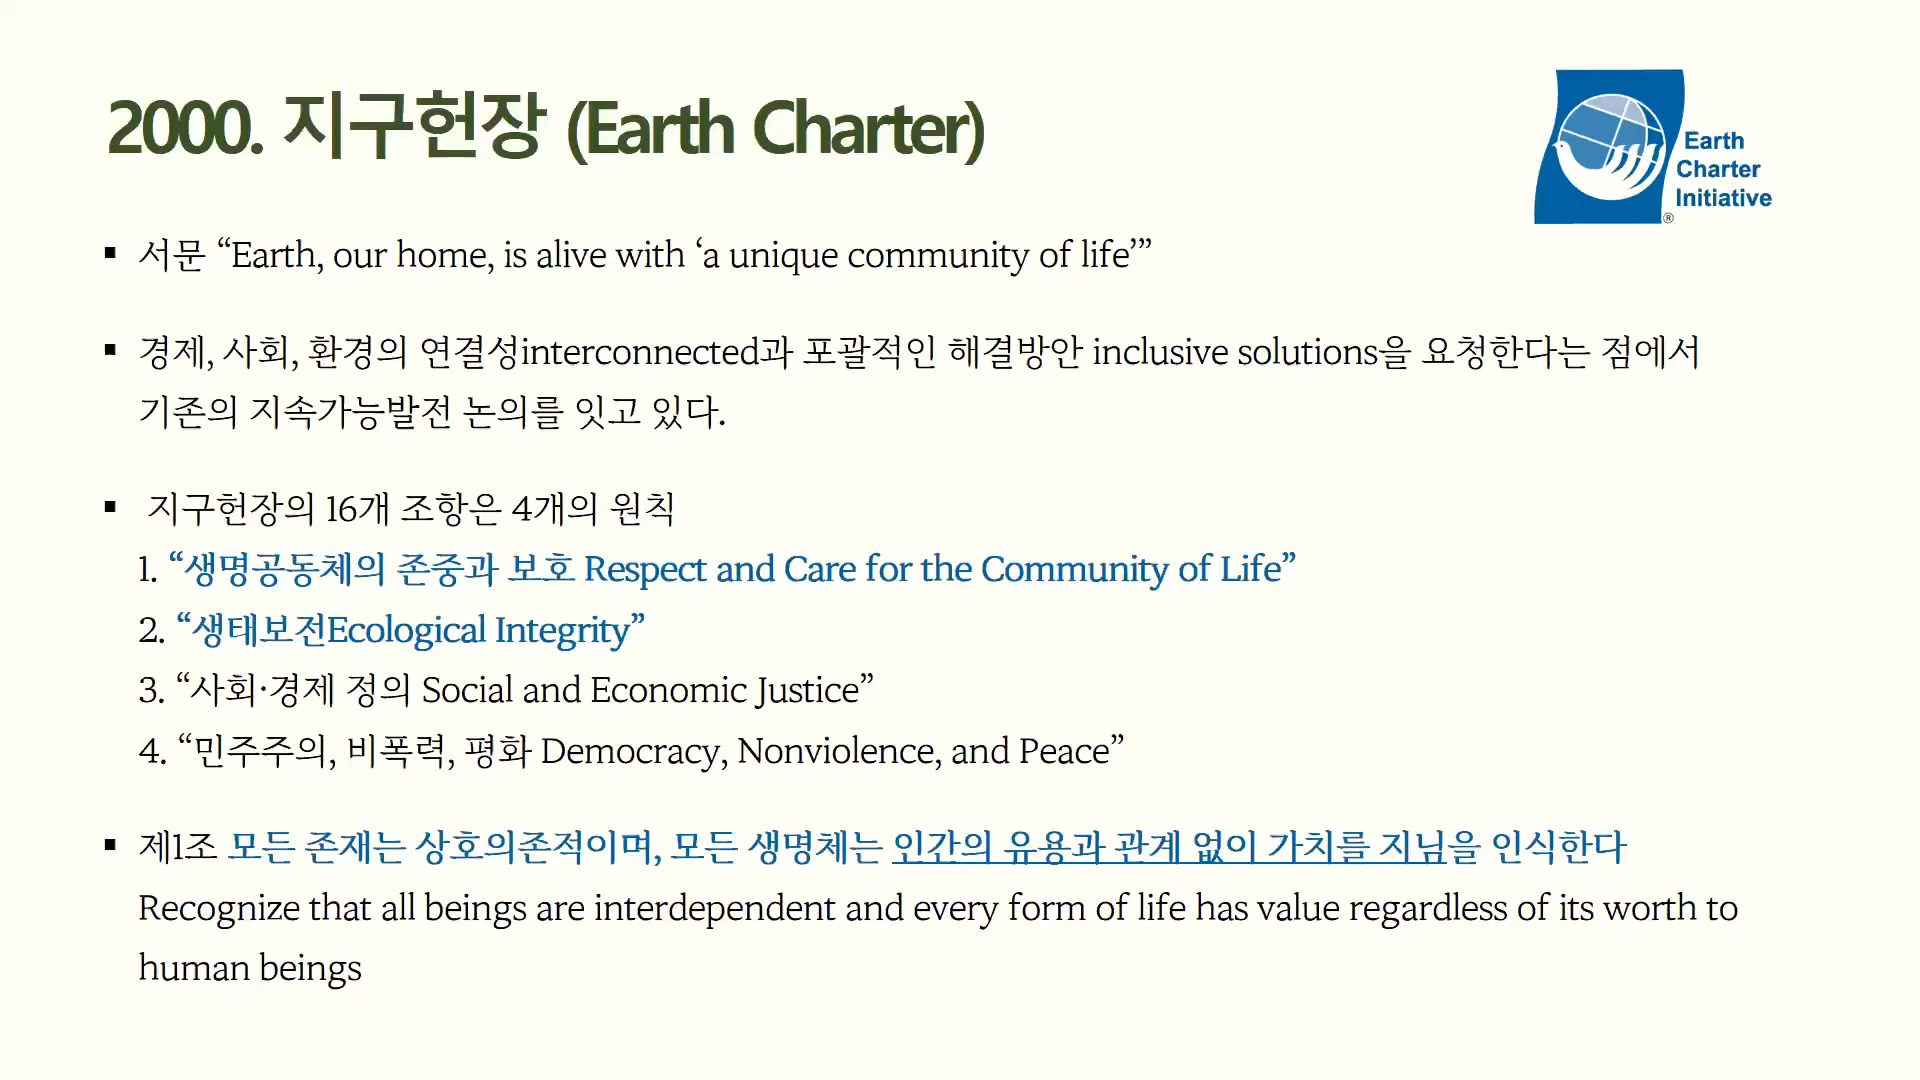 2000. 지구헌장 (Earth Charter)
Earth
Charter
Initiative
®
▪ 서문 “Earth, our home, is alive with ‘a unique community of life’”
▪ 경제, 사회, 환경의 연결성interconnected과 포괄적인 해결방안 inclusive solutions을 요청한다는 점에서
기존의 지속가능발전 논의를 잇고 있다.
▪ 지구헌장의 16개 조항은 4개의 원칙
1. “생명공동체의 존중과 보호 Respect and Care for the Community of Life”
2. “생태보전Ecological Integrity”
3. “사회·경제 정의 Social and Economic Justice”
4. “민주주의, 비폭력, 평화 Democracy, Nonviolence, and Peace”
▪ 제1조 모든 존재는 상호의존적이며, 모든 생명체는 인간의 유용과 관계 없이 가치를 지님을 인식한다
Recognize that all beings are interdependent and every form of life has value regardless of its worth to
human beings